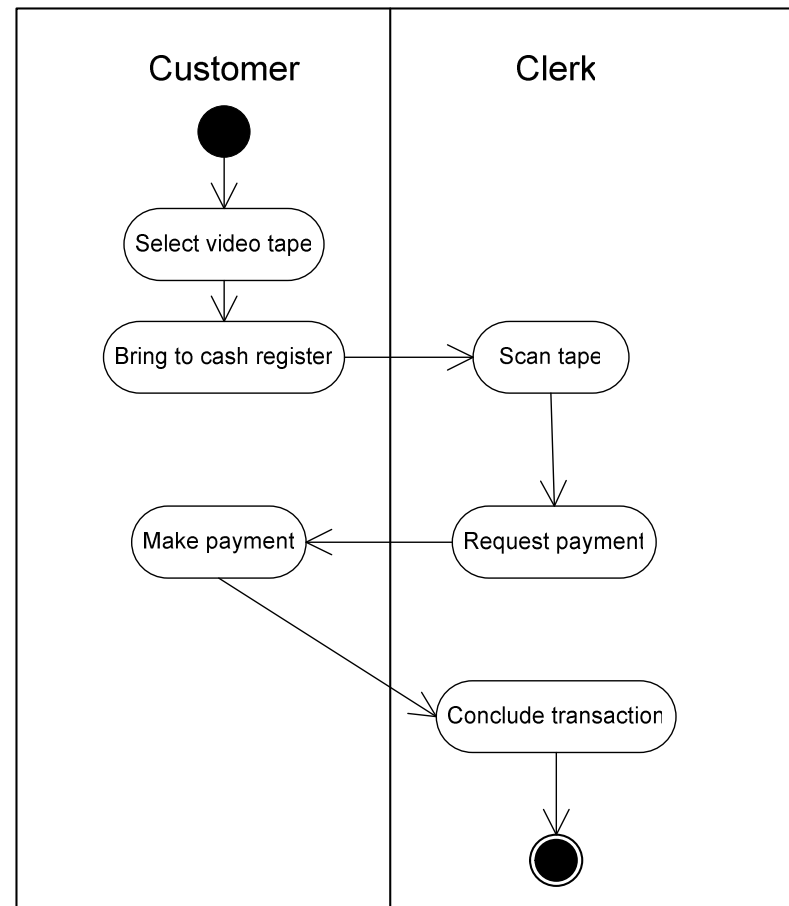 Customer
Clerk
Select video tape
Bring to cash register
Scan tape
Make payment
Request payment
Conclude transaction